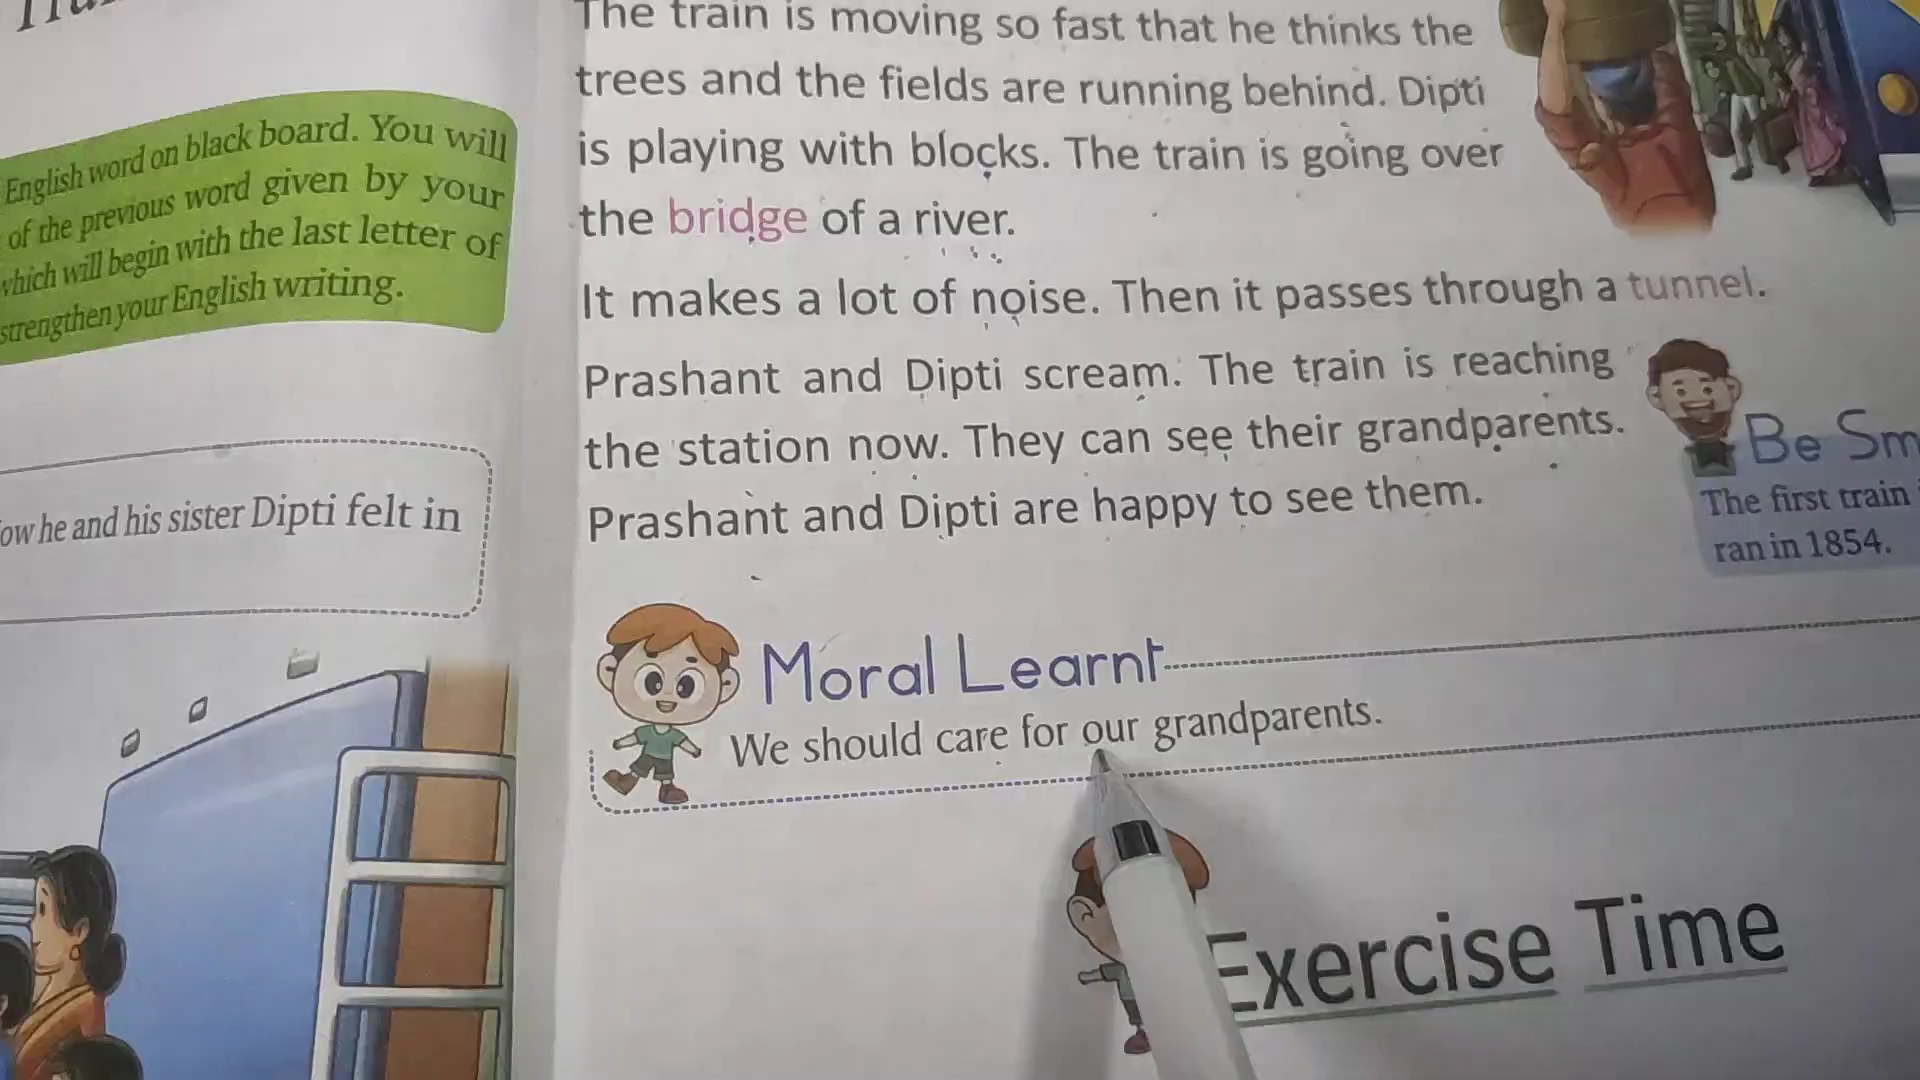 English word on black board. You will
of the previous word given by your
which will begin with the last letter of
strengthen your English writing.
he and his sister Dipti felt in
The train is moving so fast that he thinks the
trees and the fields are running behind. Dipti
is playing with blocks. The train is going over
the bridge of a river.
It makes a lot of noise. Then it passes through a tunnel.
Prashant and Dipti scream. The train is reaching
the station now. They can see their grandparents.
Prashant and Dipti are happy to see them.
Be
The first train
ran in 1854.
Moral Learnt
We should care for our grandparents.
Exercise Time